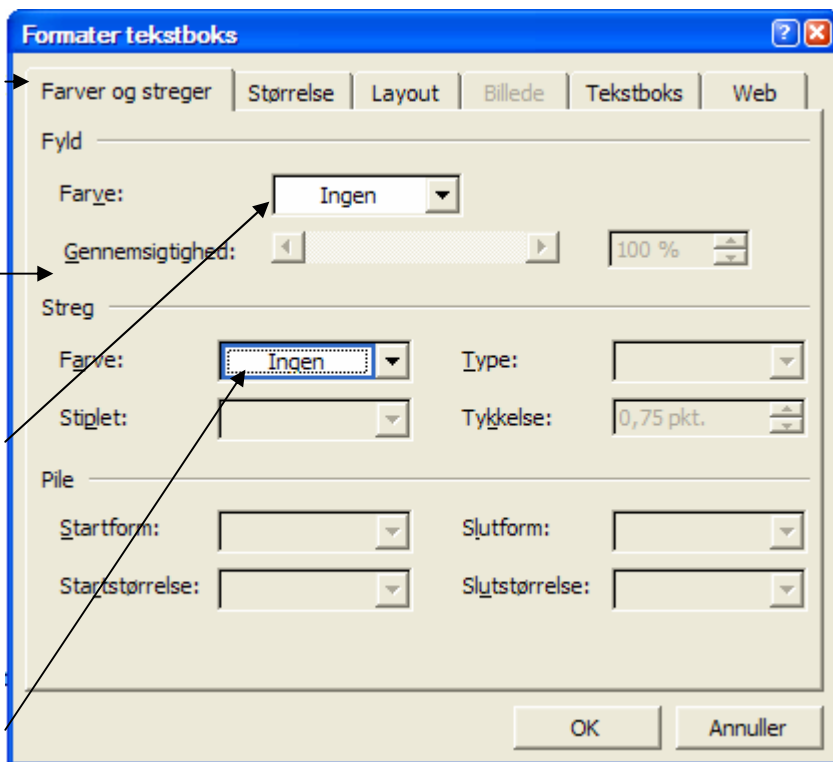 Formater tekstboks
Farver og streger Størrelse Layout Billede Tekstboks Web
Fyld
Farve: Ingen
Gennemsigtighed: 100 %
Streg
Farve: Ingen Type:
Stiplet: Tykkelse: 0,75 pkt.
Pile
Startform: Slutform:
Startstørrelse: Slutstørrelse:
OK Annuller